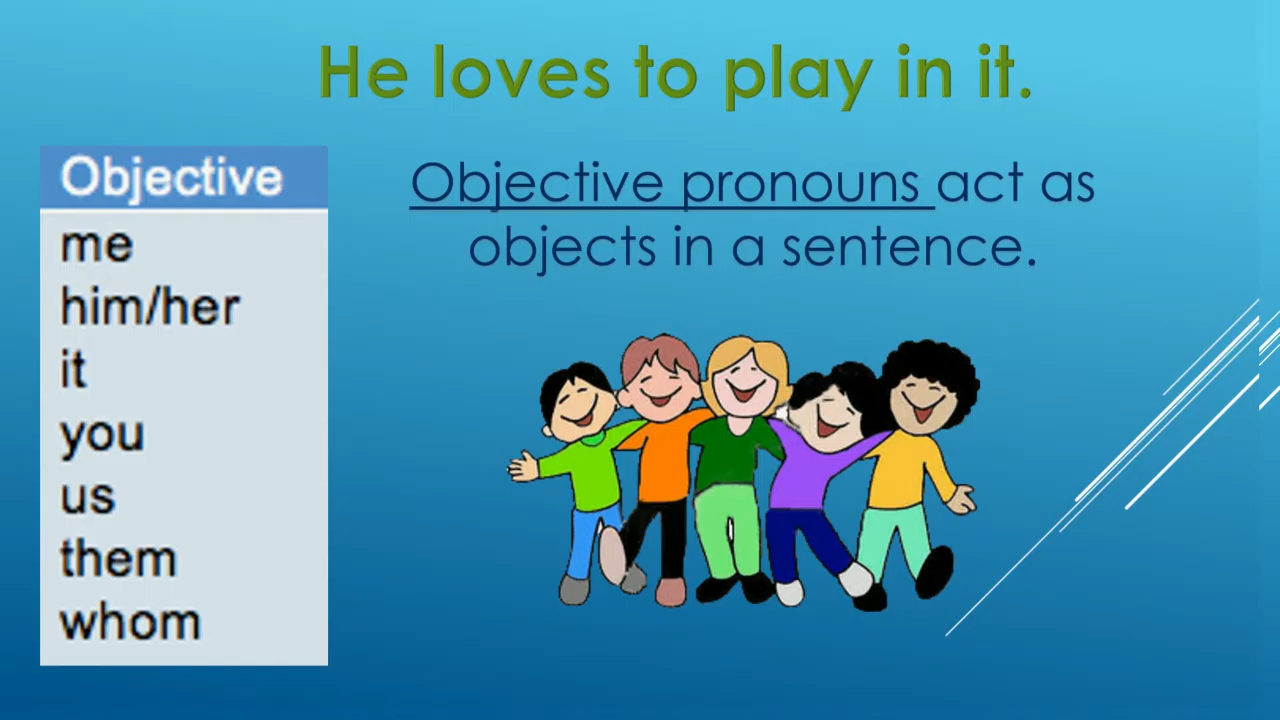 He loves to play in it.
Objective
me
him/her
it
you
us
them
whom
Objective pronouns act as
objects in a sentence.